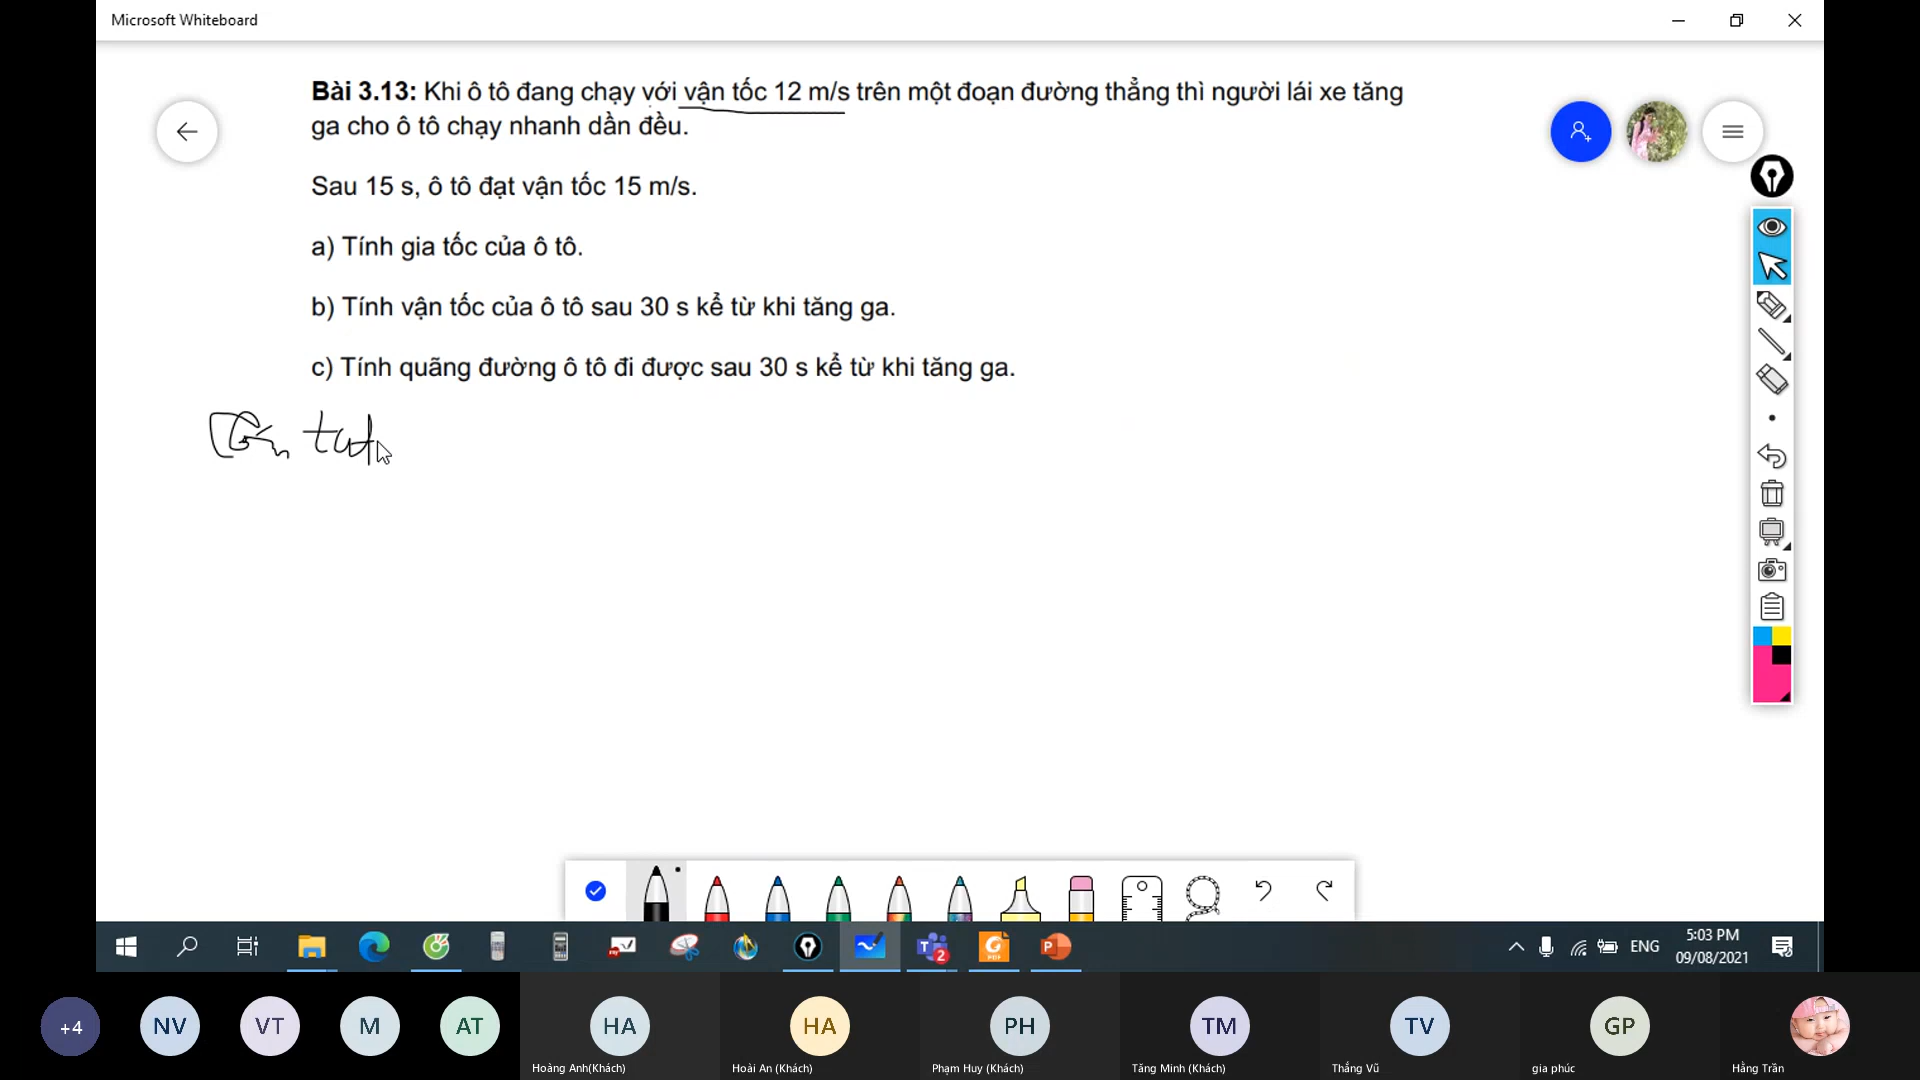 Microsoft Whiteboard
Bài 3.13: Khi ô tô đang chạy với vận tốc 12 m/s trên một đoạn đường thẳng thì người lái xe tăng
ga cho ô tô chạy nhanh dần đều.
Sau 15 s, ô tô đạt vận tốc 15 m/s.
a) Tính gia tốc của ô tô.
b) Tính vận tốc của ô tô sau 30 s kể từ khi tăng ga.
c) Tính quãng đường ô tô đi được sau 30 s kể từ khi tăng ga.
ENG
5:03 PM
09/08/2021
+4
NV
VT
M
AT
HA
Hoàng Anh(Khách)
HA
Hoài An (Khách)
PH
Phạm Huy (Khách)
TM
Tăng Minh (Khách)
TV
Thắng Vũ
GP
gia phúc
Hằng Trần